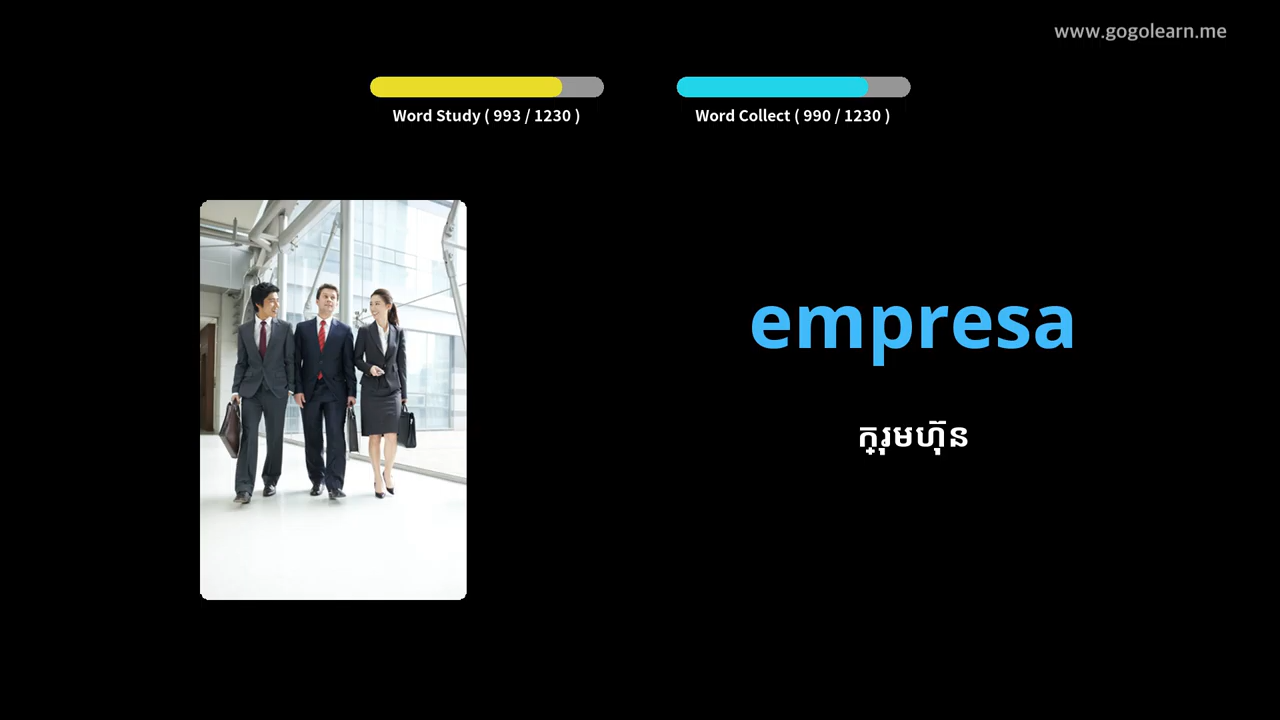 www.gogolearn.me
Word Study ( 993 / 1230 )
Word Collect ( 990 / 1230 )
empresa
ក្រុមហ៊ុន